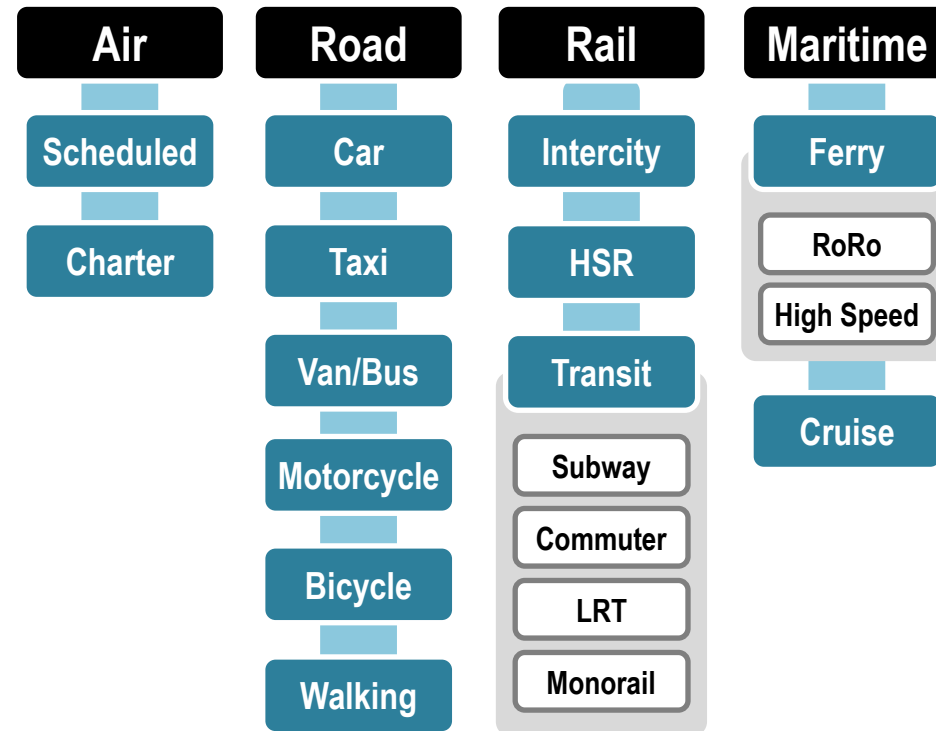 Air
Scheduled
Charter
Road
Car
Taxi
Van/Bus
Motorcycle
Bicycle
Walking
Rail
Intercity
HSR
Transit
Subway
Commuter
LRT
Monorail
Maritime
Ferry
RoRo
High Speed
Cruise